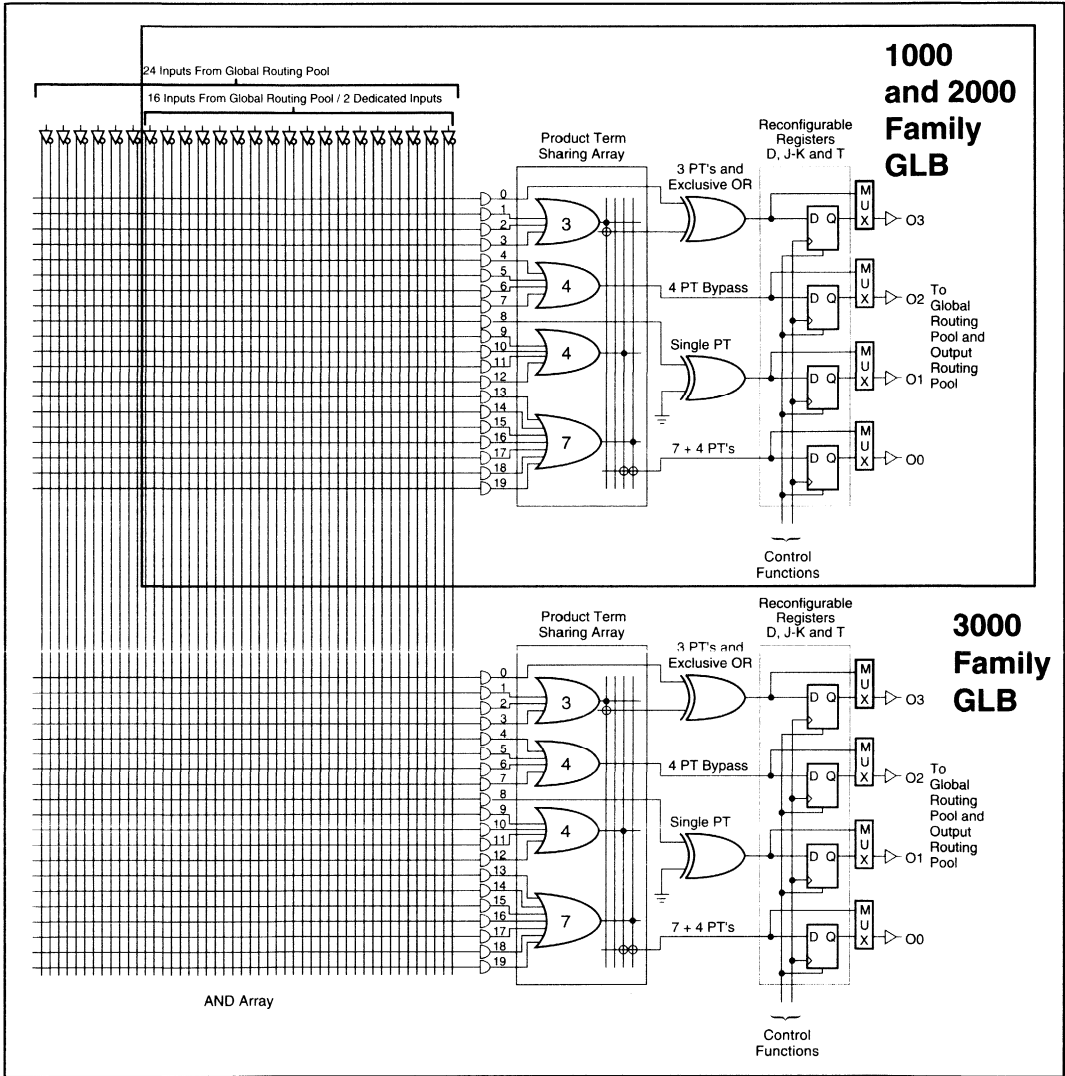 1000
and 2000
Family
GLB
24 Inputs From Global Routing Pool
16 Inputs From Global Routing Pool / 2 Dedicated Inputs
Product Term
Sharing Array
3 PT's and
Exclusive OR
Reconfigurable
Registers
D, J-K and T
0
1
2
3
4
5
6
7
8
9
10
11
12
13
14
15
16
17
18
19
3
4
4
7
4 PT Bypass
Single PT
7 + 4 PT's
D Q
D Q
D Q
D Q
MUX
MUX
MUX
MUX
O3
O2
O1
O0
To
Global
Routing
Pool and
Output
Routing
Pool
Control
Functions
3000
Family
GLB
Product Term
Sharing Array
3 PT's and
Exclusive OR
Reconfigurable
Registers
D, J-K and T
0
1
2
3
4
5
6
7
8
9
10
11
12
13
14
15
16
17
18
19
3
4
4
7
4 PT Bypass
Single PT
7 + 4 PT's
D Q
D Q
D Q
D Q
MUX
MUX
MUX
MUX
O3
O2
O1
O0
To
Global
Routing
Pool and
Output
Routing
Pool
AND Array
Control
Functions